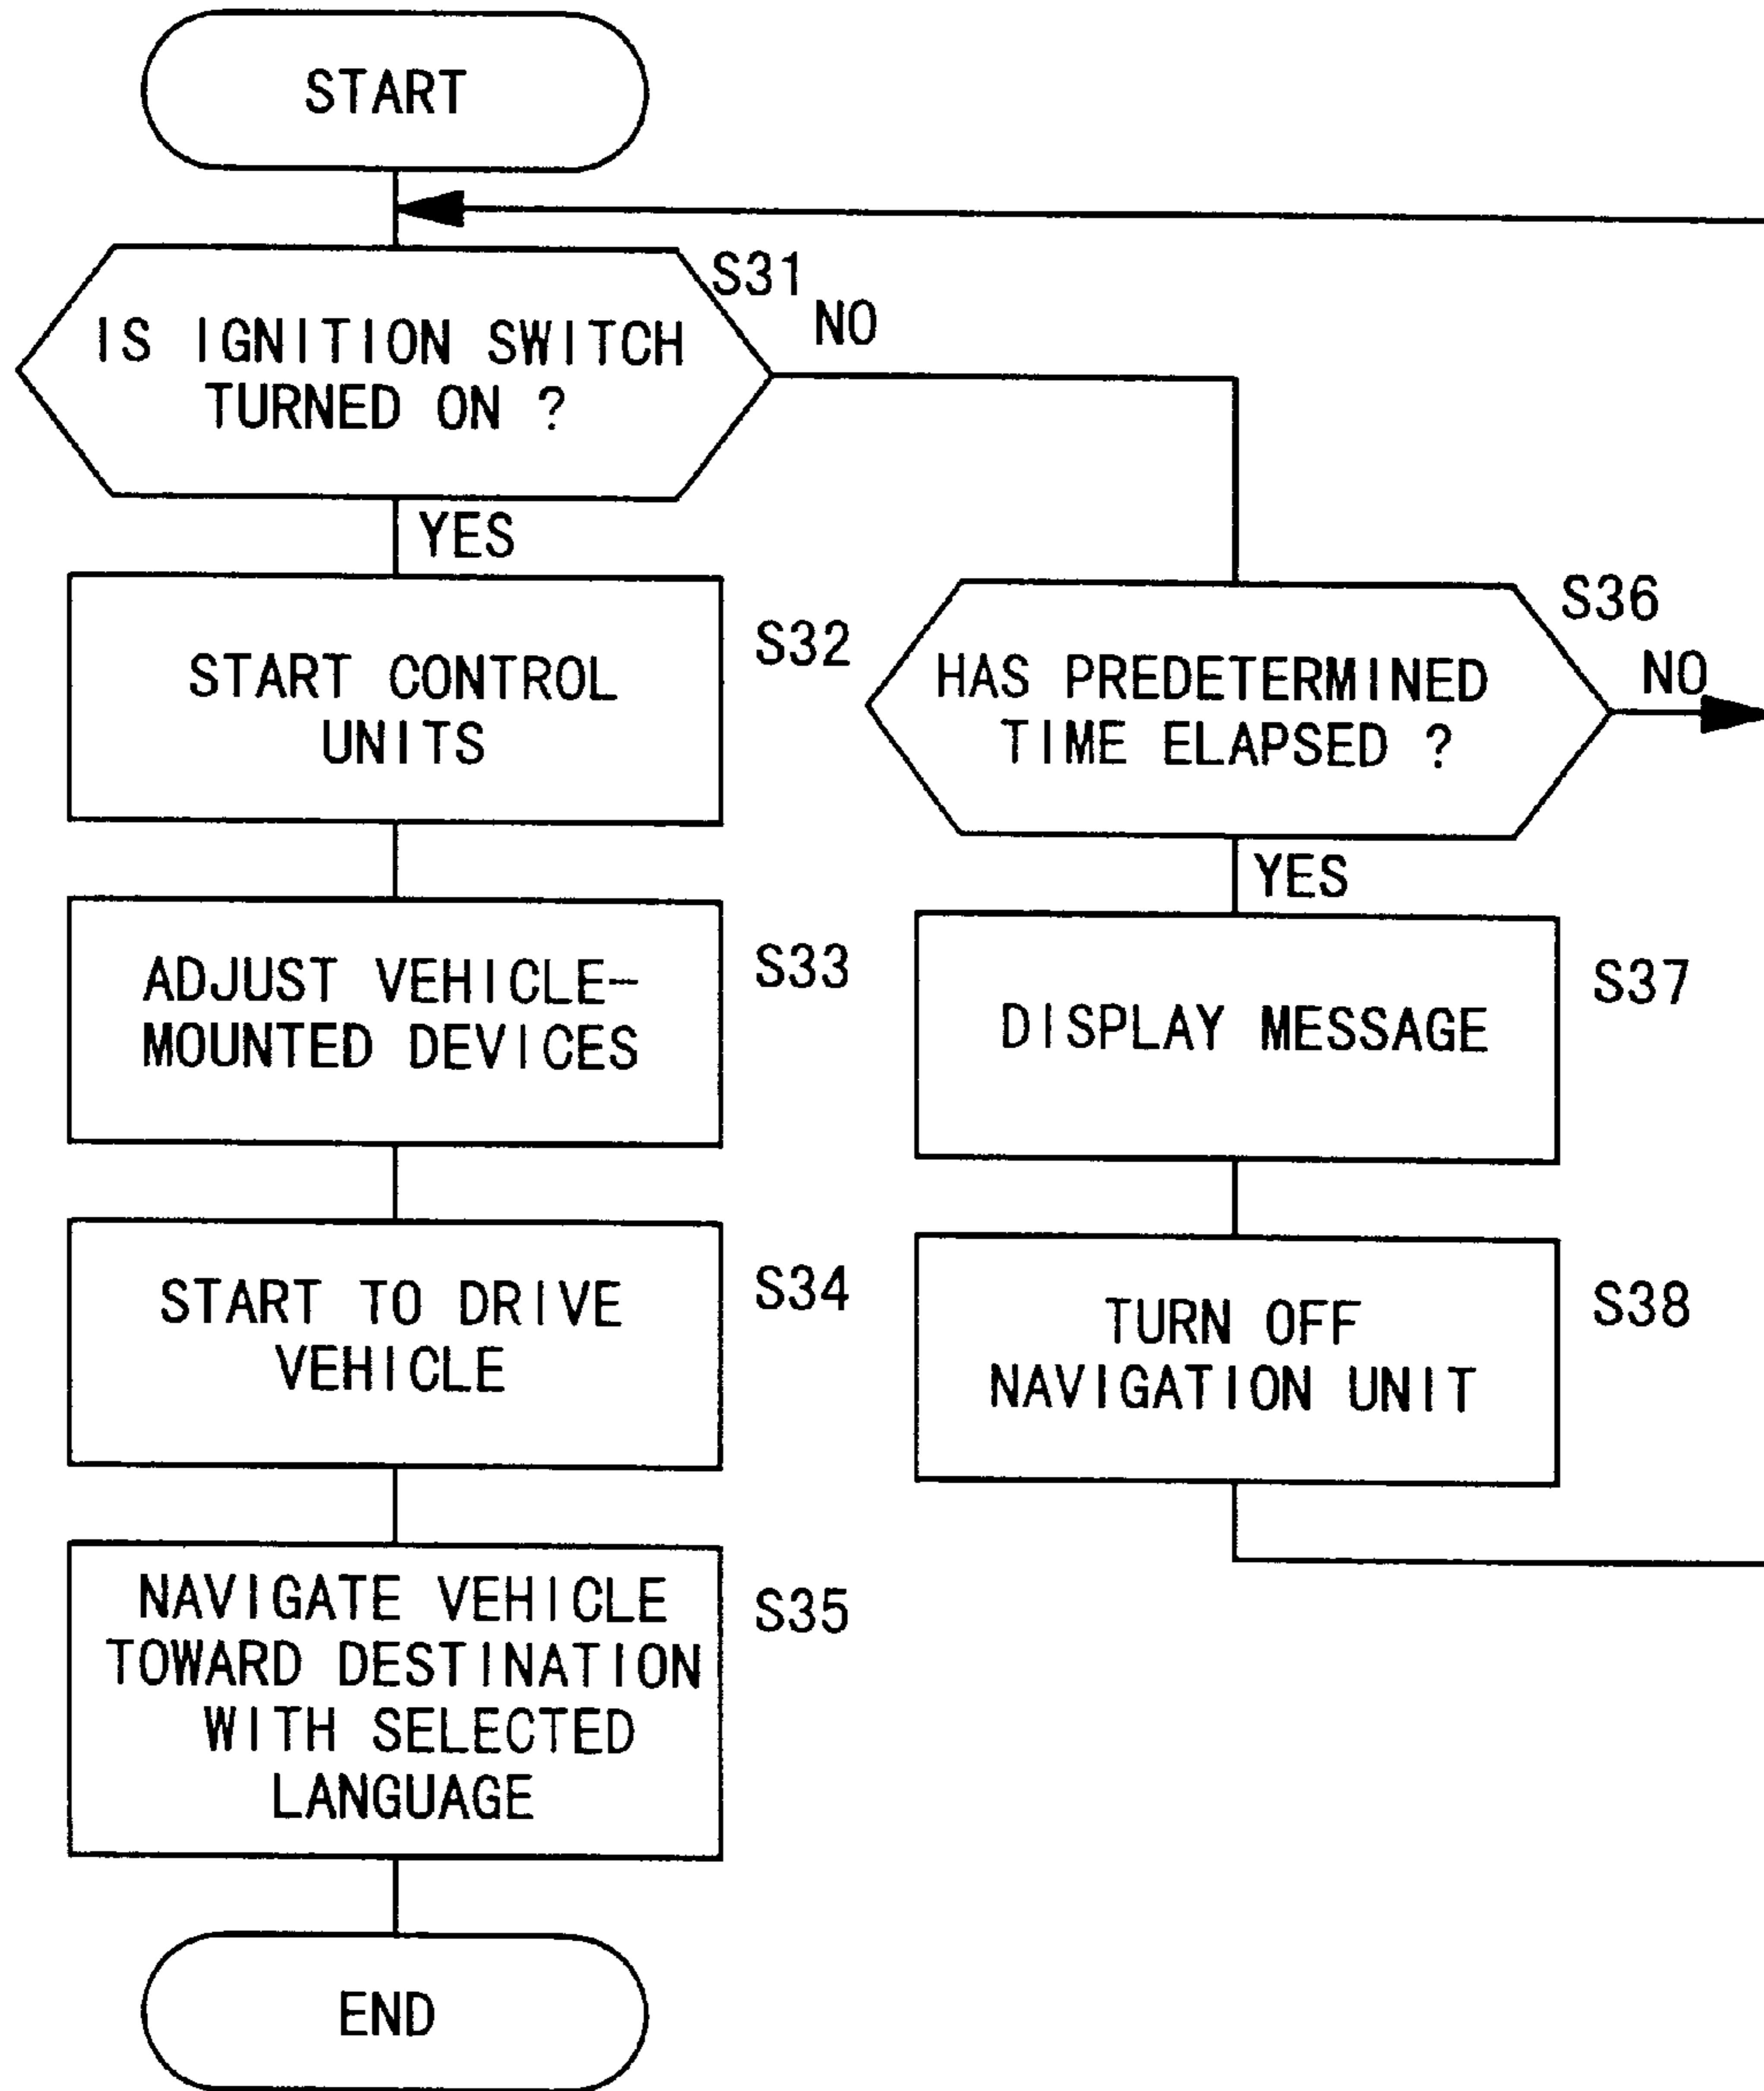 START
S31
NO
IS IGNITION SWITCH
TURNED ON ?
YES
START CONTROL
UNITS
S32
ADJUST VEHICLE-
MOUNTED DEVICES
S33
START TO DRIVE
VEHICLE
S34
NAVIGATE VEHICLE
TOWARD DESTINATION
WITH SELECTED
LANGUAGE
S35
END
S36
NO
HAS PREDETERMINED
TIME ELAPSED ?
YES
DISPLAY MESSAGE
S37
TURN OFF
NAVIGATION UNIT
S38